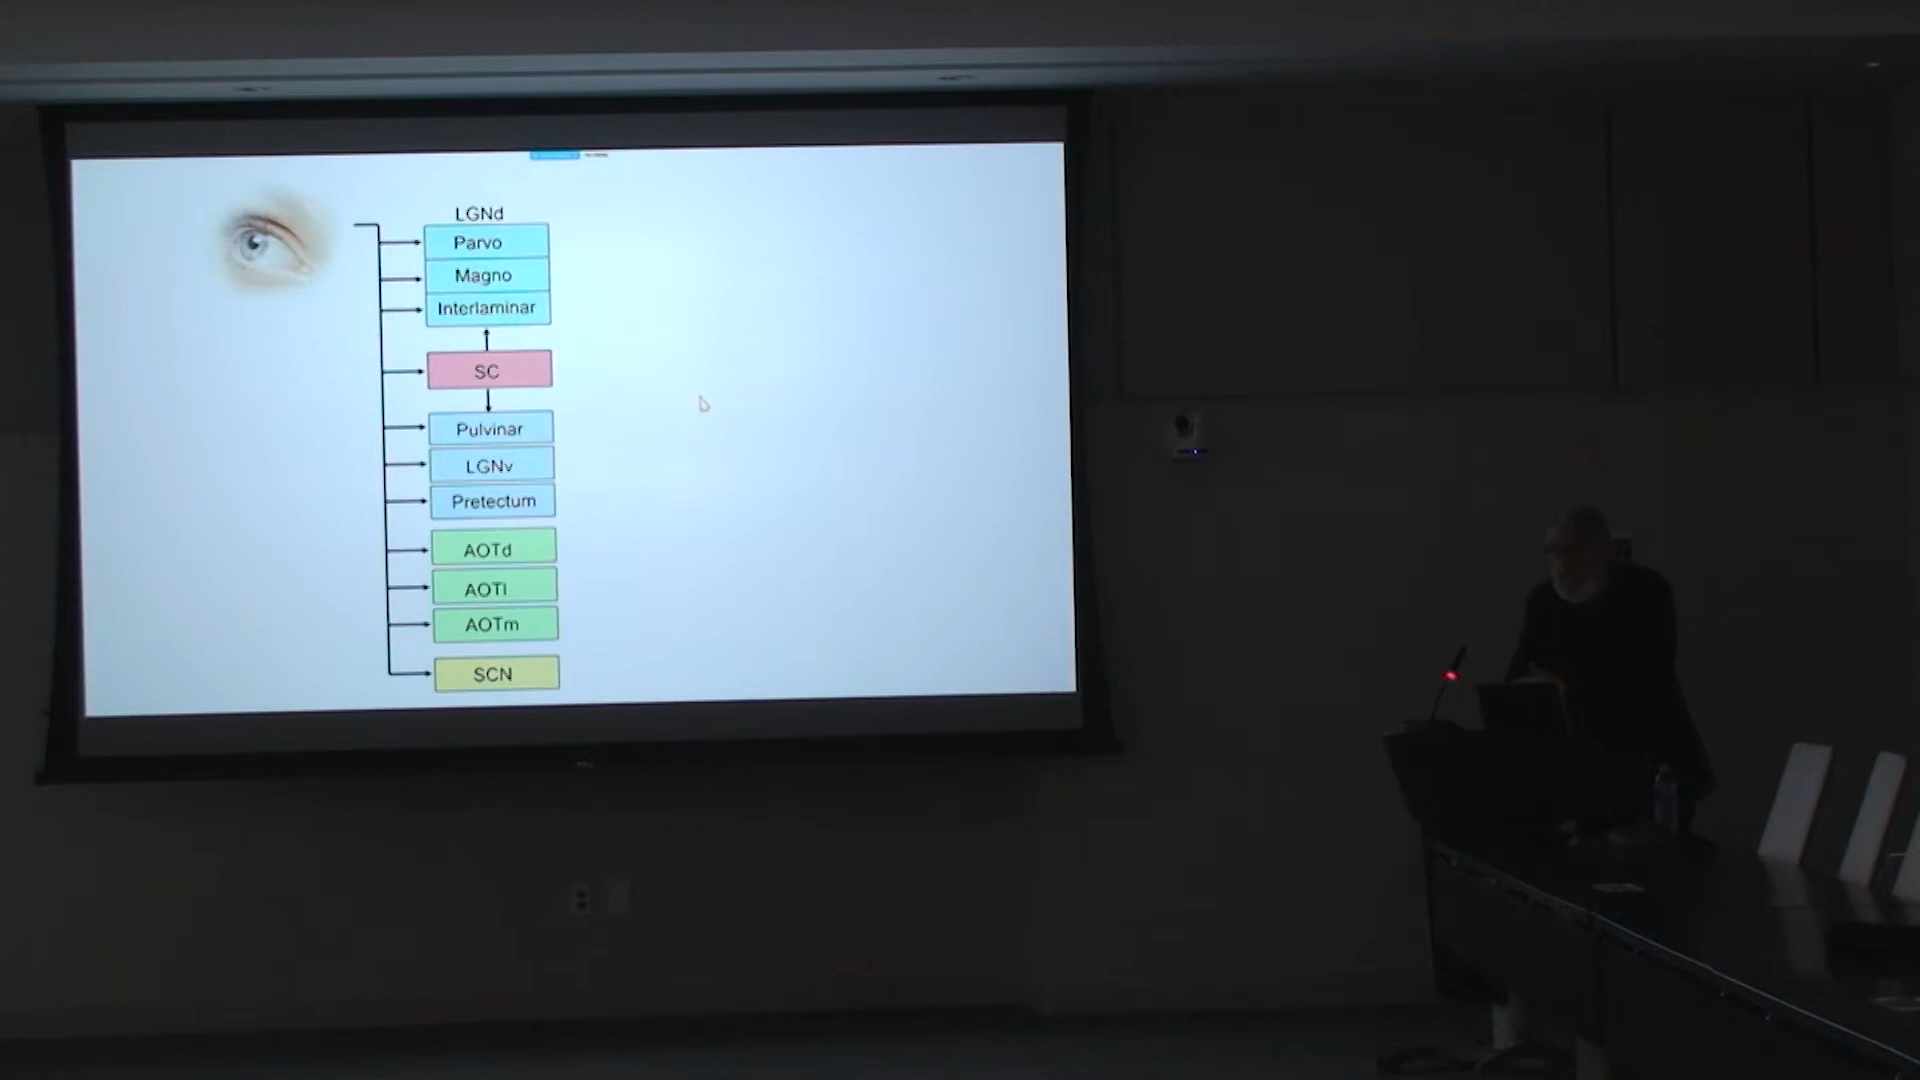 LGNd
Parvo
Magno
Interlaminar
SC
Pulvinar
LGNv
Pretectum
AOTd
AOTl
AOTm
SCN